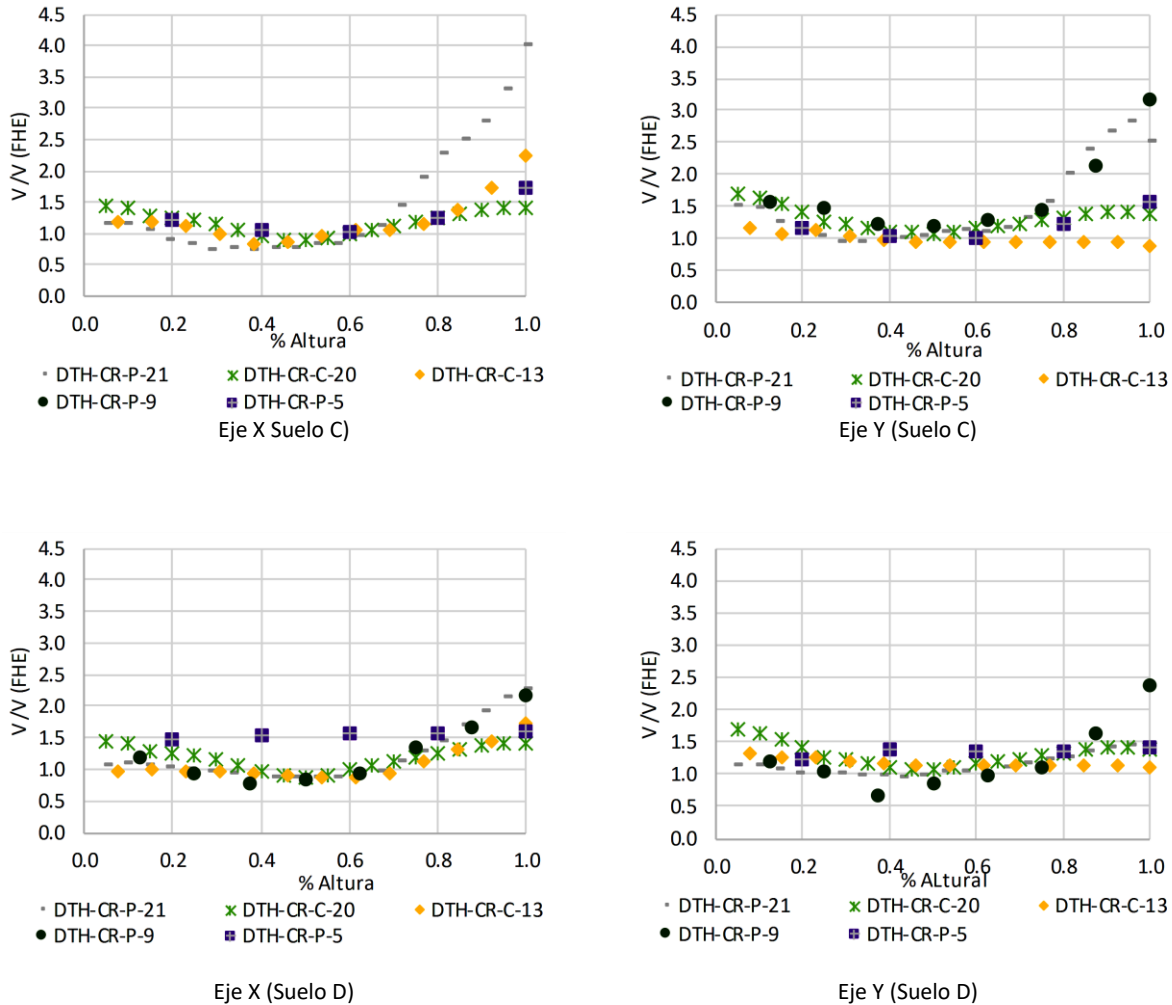 4.5
4.0
3.5
3.0
2.5
2.0
1.5
1.0
0.5
0.0
V /V (FHE)
0.0 0.2 0.4 0.6 0.8 1.0
% Altura
DTH-CR-P-21 DTH-CR-C-20 DTH-CR-C-13
DTH-CR-P-9 DTH-CR-P-5
Eje X Suelo C)
4.5
4.0
3.5
3.0
2.5
2.0
1.5
1.0
0.5
0.0
V /V (FHE)
0.0 0.2 0.4 0.6 0.8 1.0
% Altura
DTH-CR-P-21 DTH-CR-C-20 DTH-CR-C-13
DTH-CR-P-9 DTH-CR-P-5
Eje Y (Suelo C)
4.5
4.0
3.5
3.0
2.5
2.0
1.5
1.0
0.5
0.0
V /V (FHE)
0.0 0.2 0.4 0.6 0.8 1.0
% Altura
DTH-CR-P-21 DTH-CR-C-20 DTH-CR-C-13
DTH-CR-P-9 DTH-CR-P-5
Eje X (Suelo D)
4.5
4.0
3.5
3.0
2.5
2.0
1.5
1.0
0.5
0.0
V /V (FHE)
0.0 0.2 0.4 0.6 0.8 1.0
% ALtural
DTH-CR-P-21 DTH-CR-C-20 DTH-CR-C-13
DTH-CR-P-9 DTH-CR-P-5
Eje Y (Suelo D)